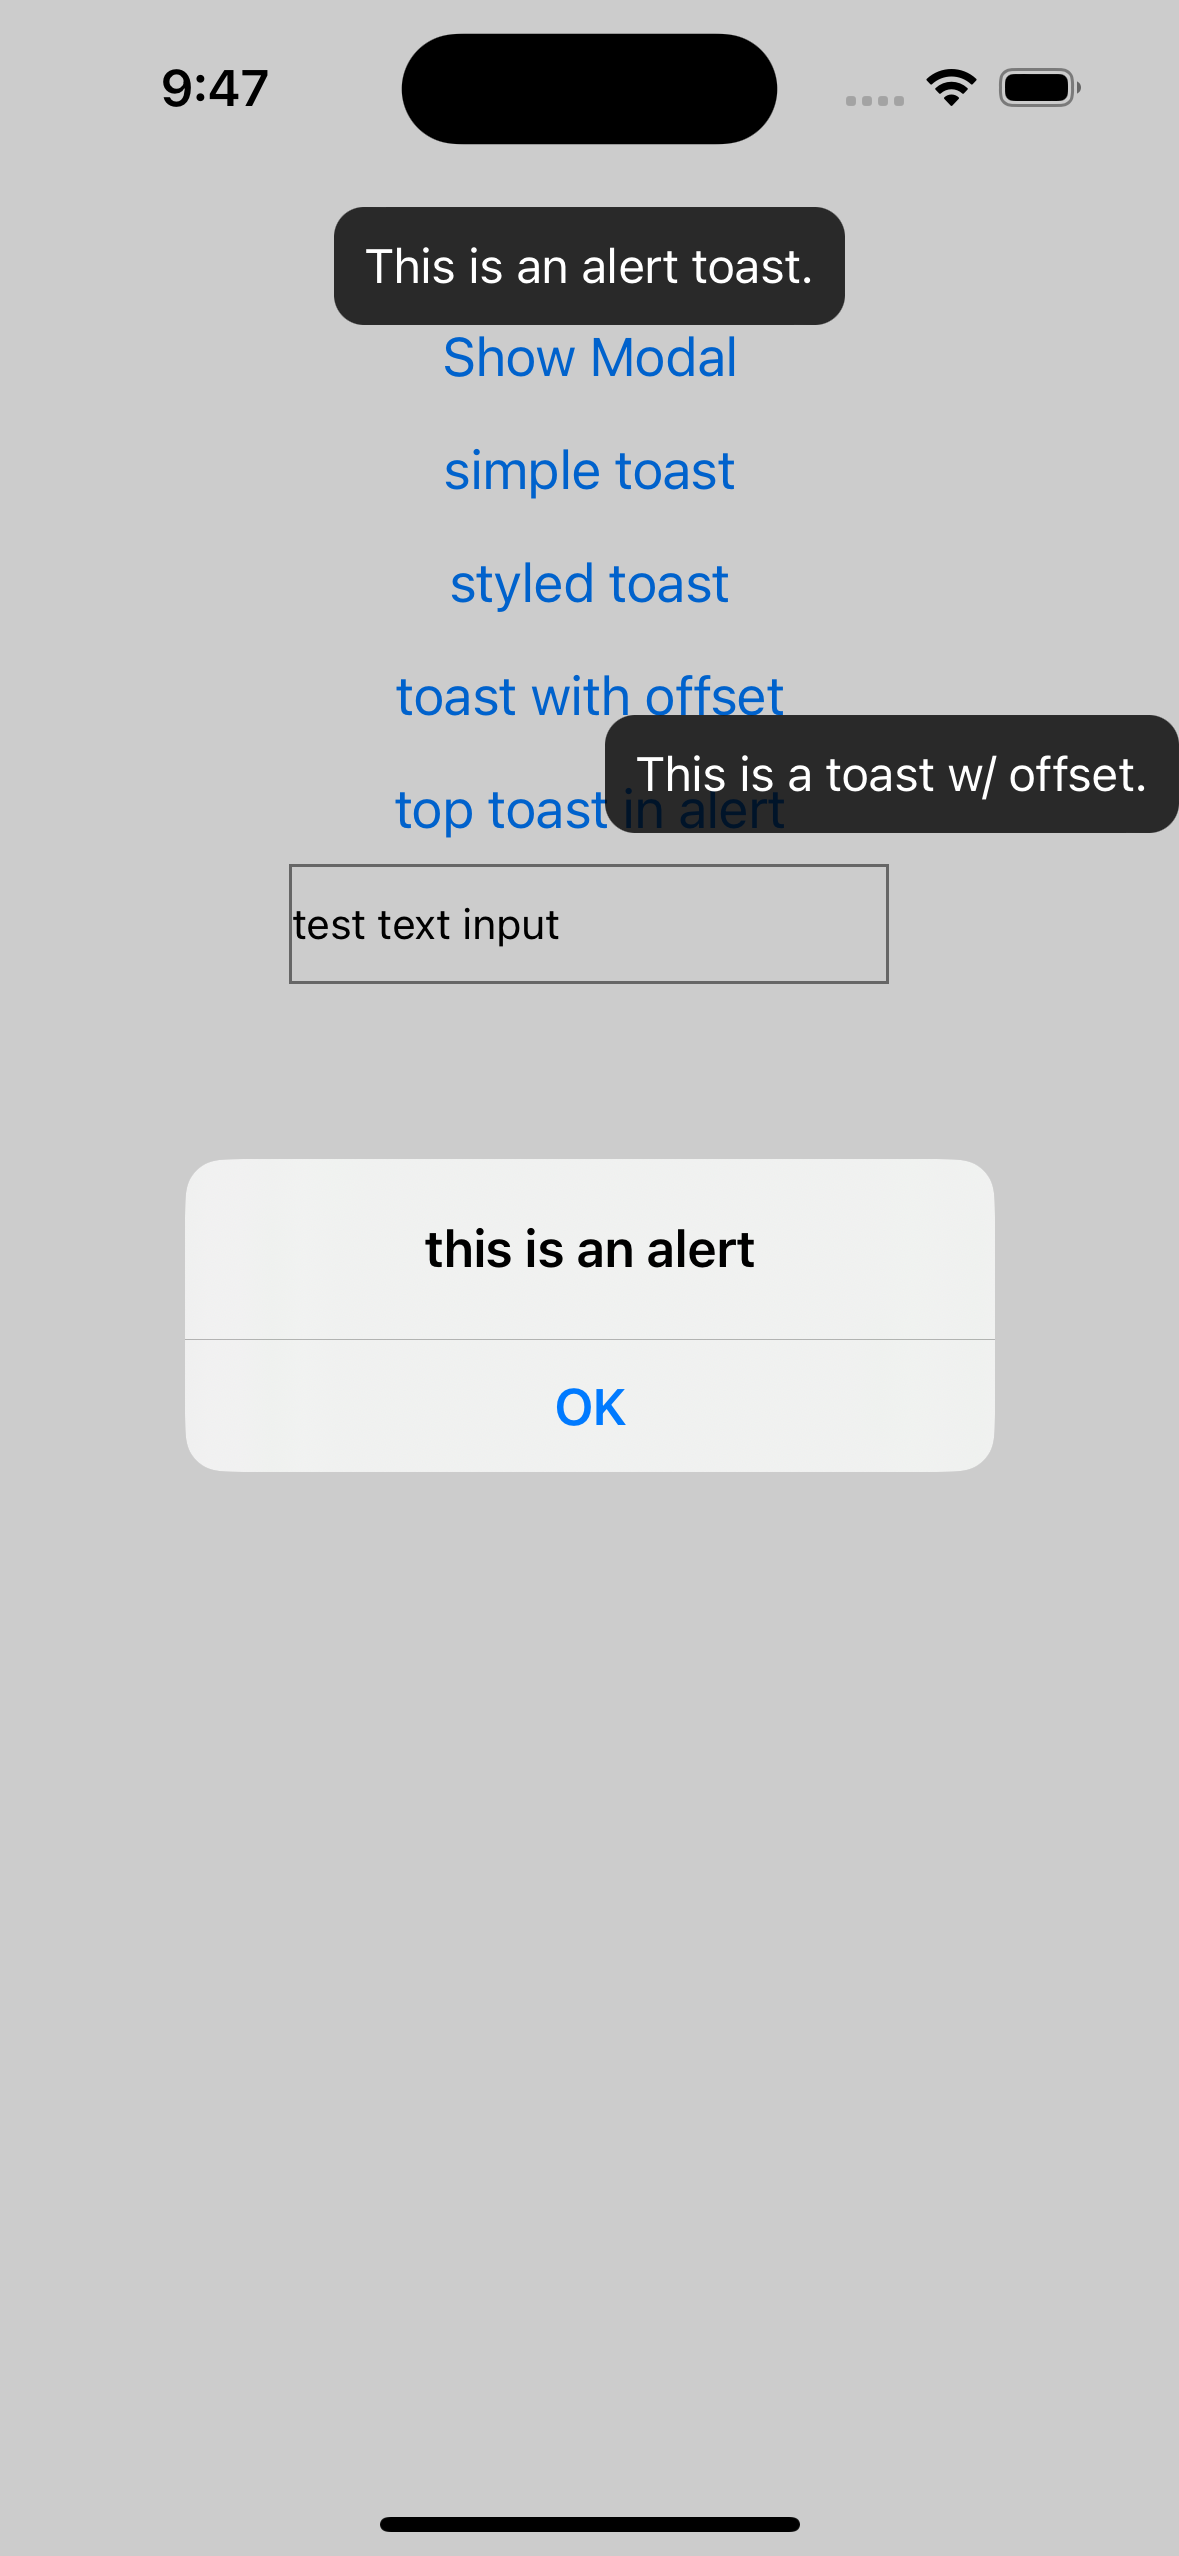 9:47
This is an alert toast.
Show Modal
simple toast
styled toast
toast with offset
This is a toast w/ offset.
top toast in alert
test text input
this is an alert
OK